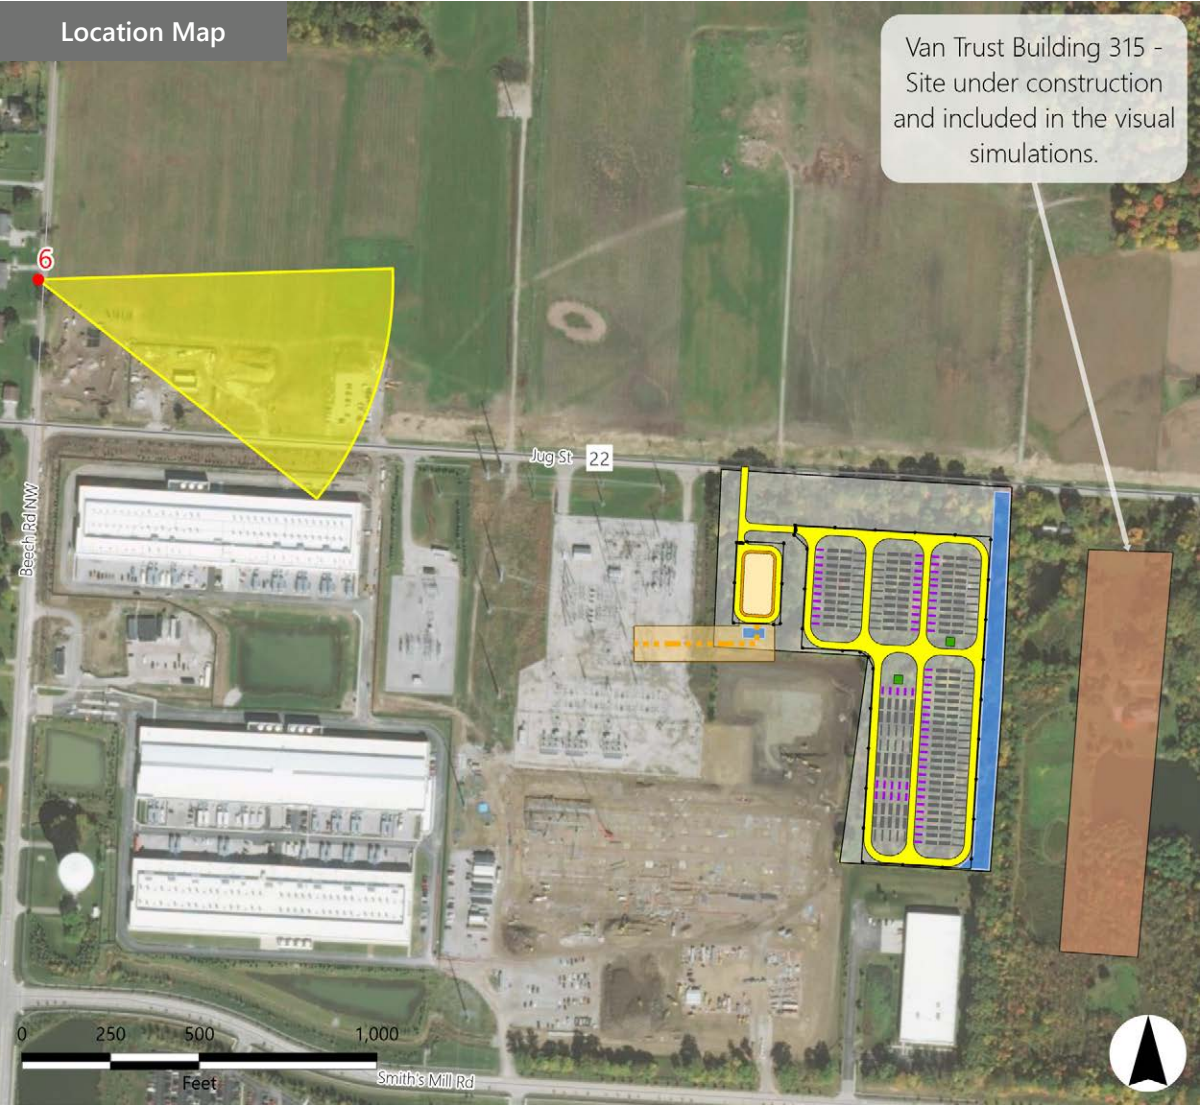 Location Map
Van Trust Building 315 -
Site under construction
and included in the visual
simulations.
6
Jug St 22
Beech Rd NW
0 250 500 1,000
Feet
Smith's Mill Rd